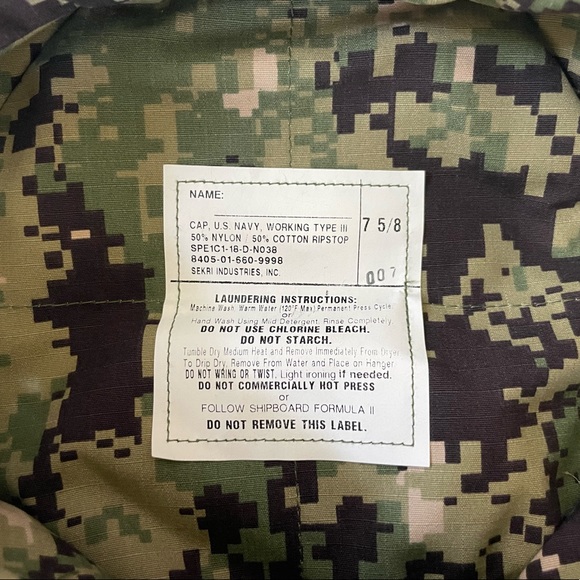 NAME:
CAP, U.S. NAVY, WORKING TYPE III
50% NYLON / 50% COTTON RIPSTOP
SPE1C1-18-D-N038
8405-01-660-9998
SEKRI INDUSTRIES, INC.
7 5/8
007
LAUNDERING INSTRUCTIONS:
Machine Wash, Warm Water (120°F Max) Permanent Press Cycle
or
Hand Wash Using Mild Detergent. Rinse Completely.
DO NOT USE CHLORINE BLEACH.
DO NOT STARCH.
Tumble Dry Medium Heat and Remove Immediately From Dryer
To Drip Dry, Remove From Water and Place on Hanger
DO NOT WRING OR TWIST. Light ironing if needed.
DO NOT COMMERCIALLY HOT PRESS
or
FOLLOW SHIPBOARD FORMULA II
DO NOT REMOVE THIS LABEL.